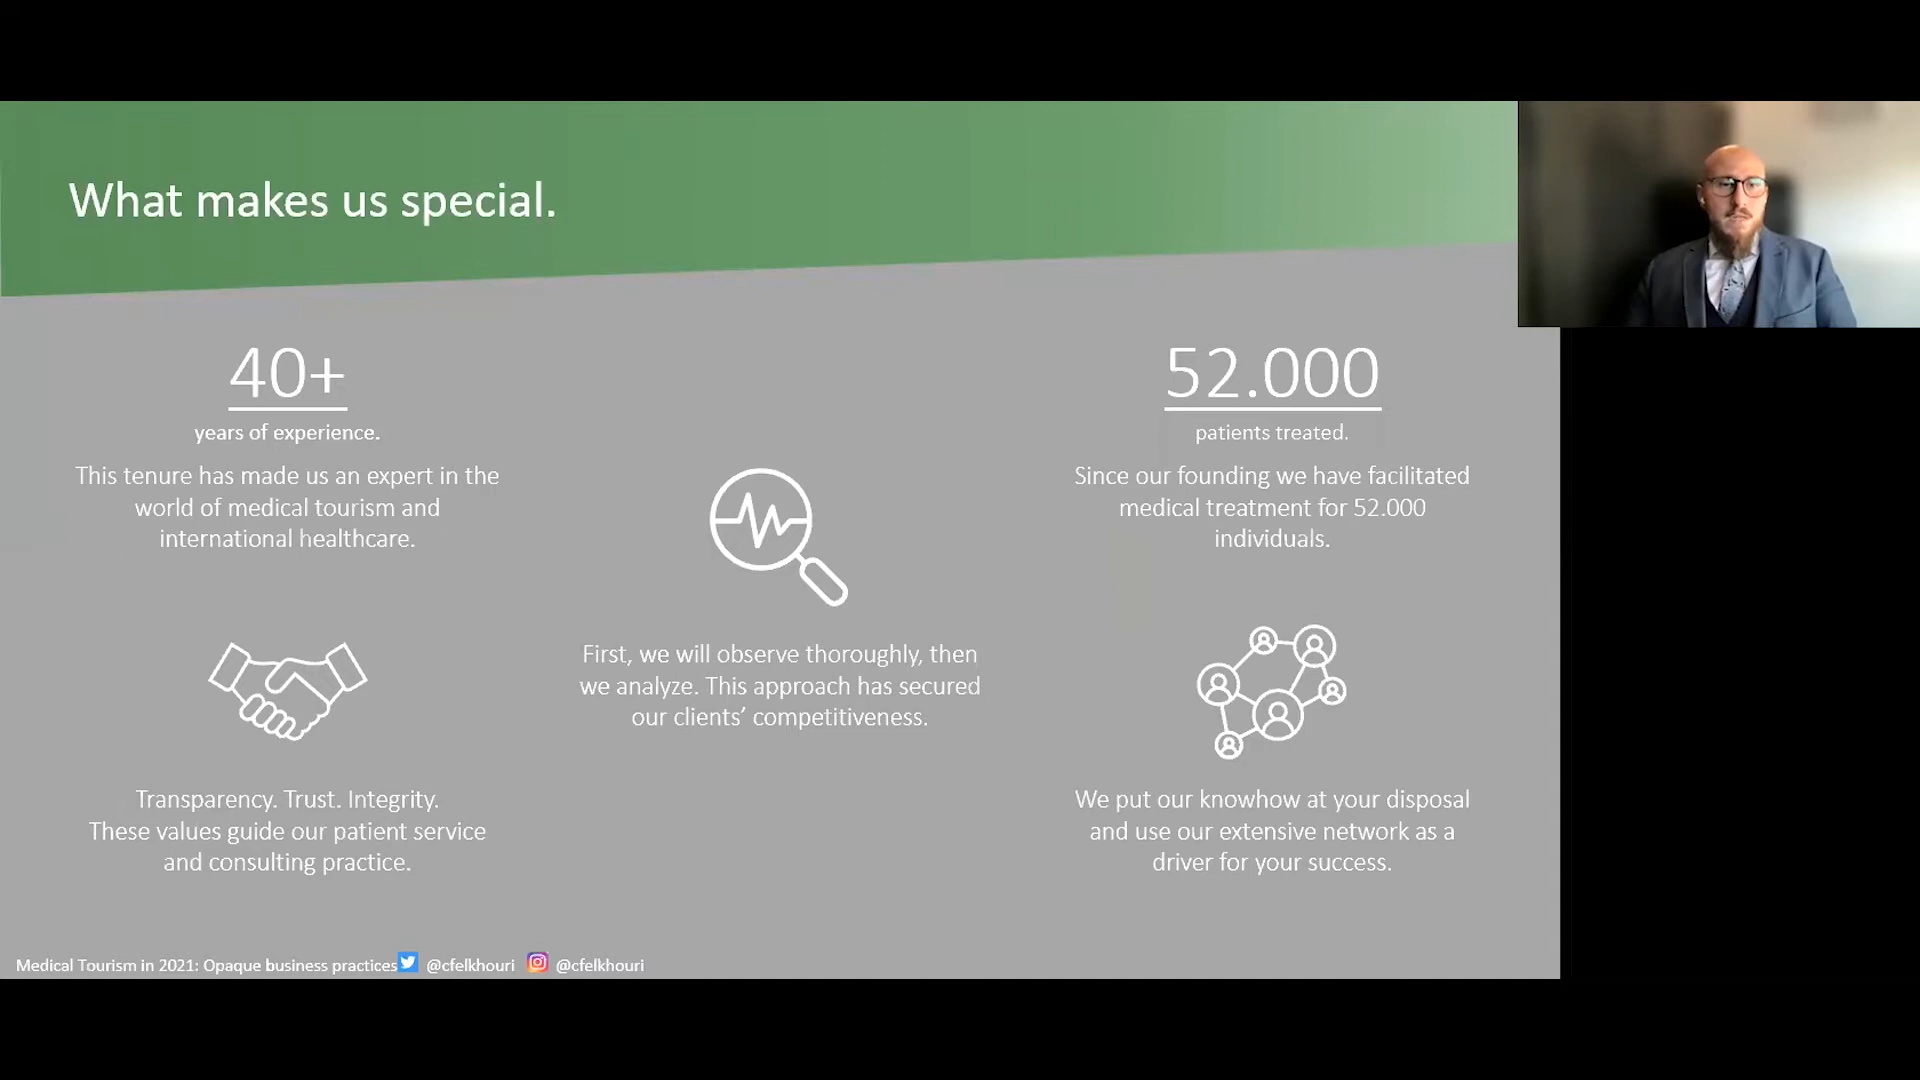 What makes us special.
40+
years of experience.
This tenure has made us an expert in the
world of medical tourism and
international healthcare.
52.000
patients treated.
Since our founding we have facilitated
medical treatment for 52.000
individuals.
First, we will observe thoroughly, then
we analyze. This approach has secured
our clients’ competitiveness.
Transparency. Trust. Integrity.
These values guide our patient service
and consulting practice.
We put our knowhow at your disposal
and use our extensive network as a
driver for your success.
Medical Tourism in 2021: Opaque business practices @cfelkhouri @cfelkhouri